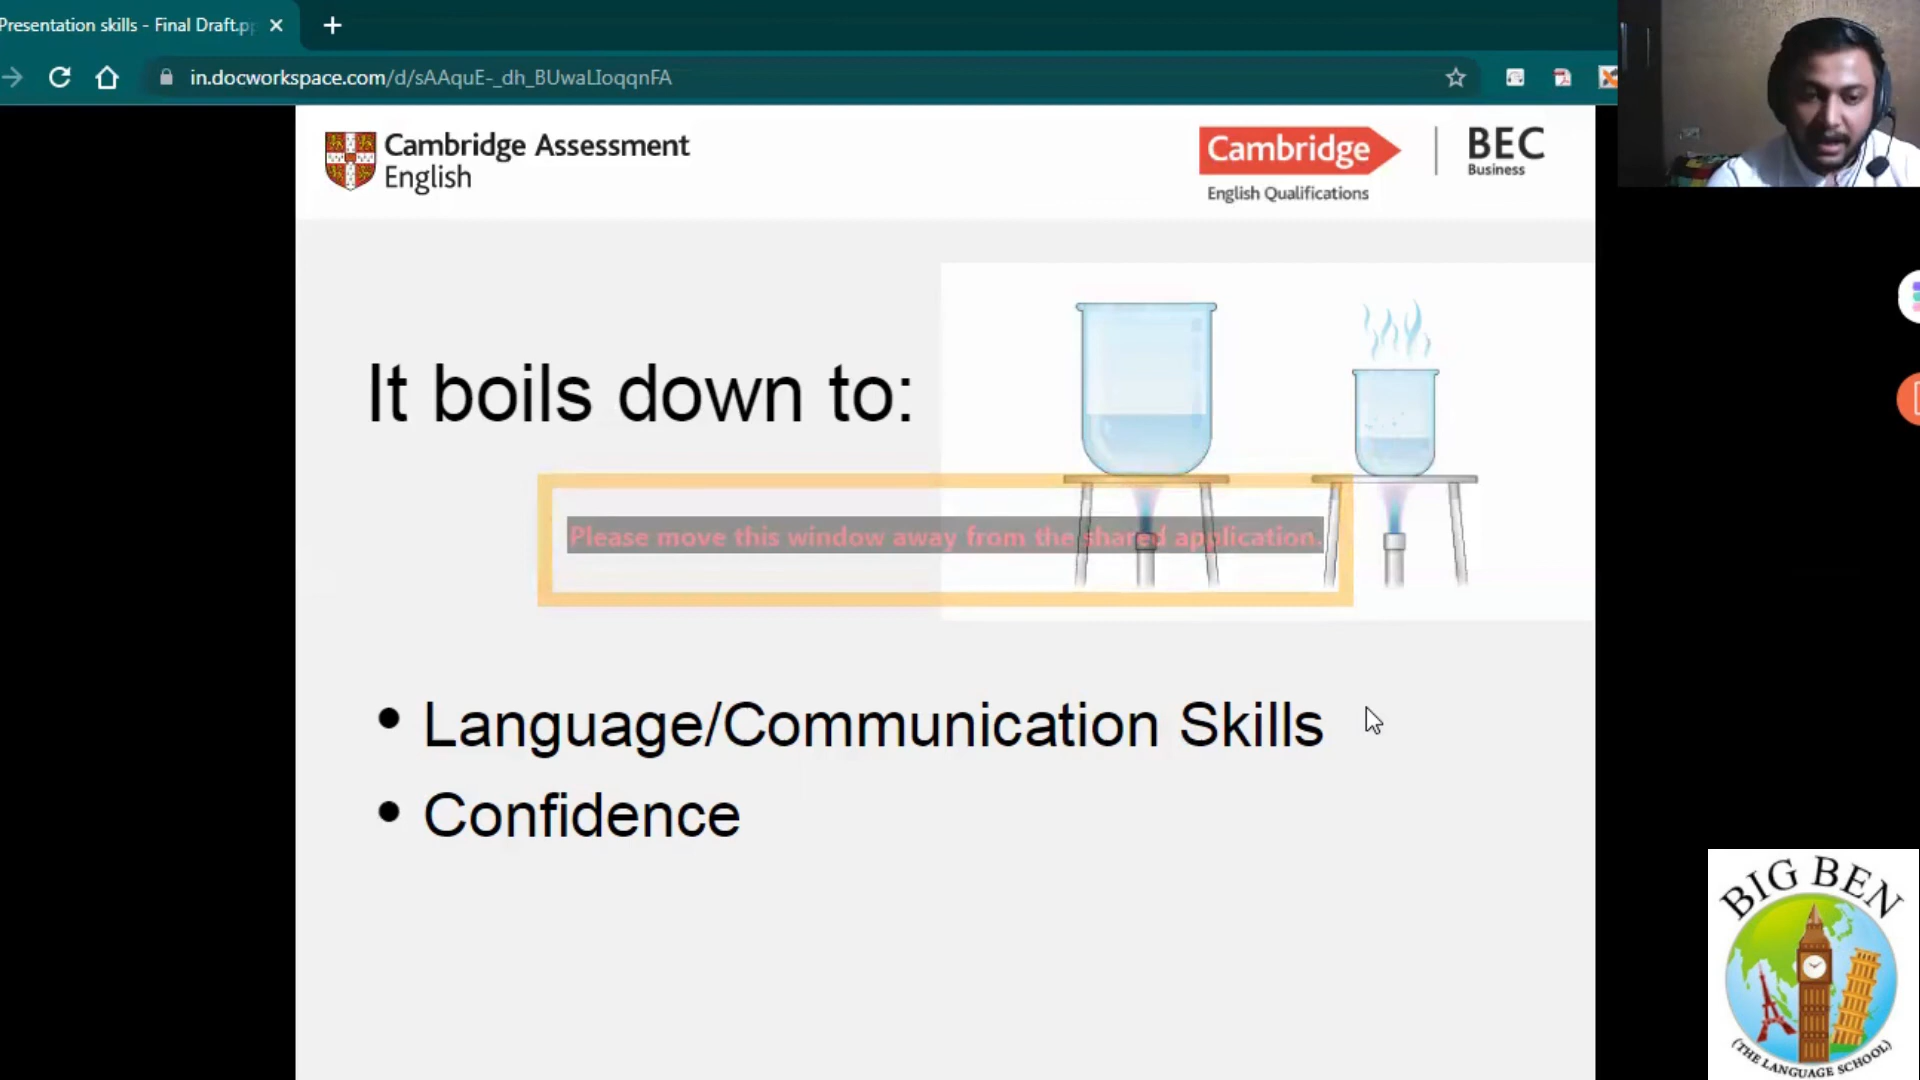 Presentation skills - Final Draft.pp
in.docworkspace.com/d/sAAquE-_dh_BUwaLIoqqnFA
Cambridge Assessment
English
Cambridge
English Qualifications
BEC
Business
It boils down to:
Please move this window away from the shared application.
• Language/Communication Skills
• Confidence
BIG BEN
(THE LANGUAGE SCHOOL)